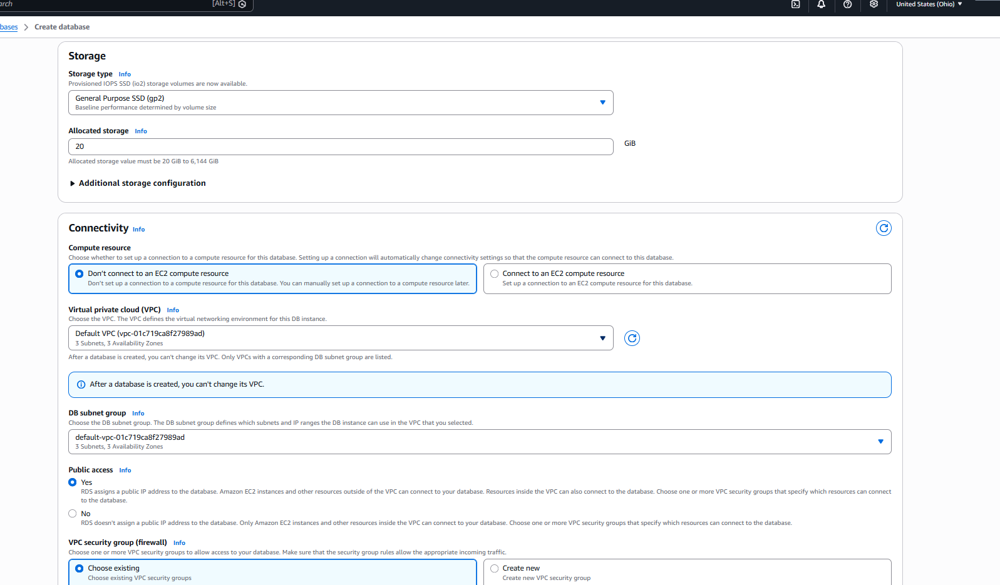 [Alt+S]
United States (Ohio)
Create database
Storage
Storage type Info
Provisioned IOPS SSD (io2) storage volumes are now available.
General Purpose SSD (gp2)
Baseline performance determined by volume size
Allocated storage Info
20
GiB
Allocated storage value must be 20 GiB to 6,144 GiB
Additional storage configuration
Connectivity Info
Compute resource
Choose whether to set up a connection to a compute resource for this database. Setting up a connection will automatically change connectivity settings so that the compute resource can connect to this database.
Don't connect to an EC2 compute resource
Don't set up a connection to a compute resource for this database. You can manually set up a connection to a compute resource later.
Connect to an EC2 compute resource
Set up a connection to an EC2 compute resource for this database.
Virtual private cloud (VPC) Info
Choose the VPC. The VPC defines the virtual networking environment for this DB instance.
Default VPC (vpc-01c719ca8f27989ad)
3 Subnets, 3 Availability Zones
After a database is created, you can't change its VPC. Only VPCs with a corresponding DB subnet group are listed.
After a database is created, you can't change its VPC.
DB subnet group Info
Choose the DB subnet group. The DB subnet group defines which subnets and IP ranges the DB instance can use in the VPC that you selected.
default-vpc-01c719ca8f27989ad
3 Subnets, 3 Availability Zones
Public access Info
Yes
RDS assigns a public IP address to the database. Amazon EC2 instances and other resources outside of the VPC can connect to your database. Resources inside the VPC can also connect to the database. Choose one or more VPC security groups that specify which resources can connect
to the database.
No
RDS doesn't assign a public IP address to the database. Only Amazon EC2 instances and other resources inside the VPC can connect to your database. Choose one or more VPC security groups that specify which resources can connect to the database.
VPC security group (firewall) Info
Choose one or more VPC security groups to allow access to your database. Make sure that the security group rules allow the appropriate incoming traffic.
Choose existing
Choose existing VPC security groups
Create new
Create new VPC security group